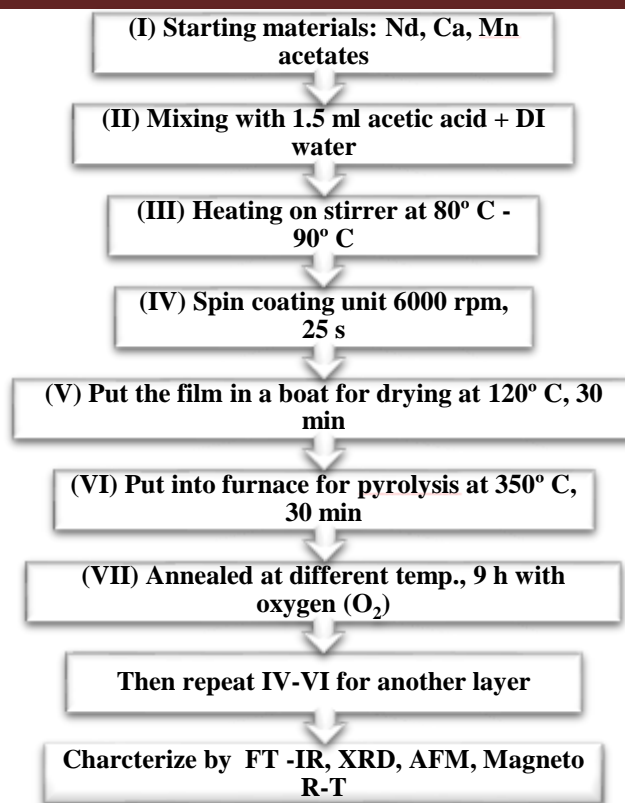 (I) Starting materials: Nd, Ca, Mn
acetates
(II) Mixing with 1.5 ml acetic acid + DI
water
(III) Heating on stirrer at 80º C -
90º C
(IV) Spin coating unit 6000 rpm,
25 s
(V) Put the film in a boat for drying at 120º C, 30
min
(VI) Put into furnace for pyrolysis at 350º C,
30 min
(VII) Annealed at different temp., 9 h with
oxygen (O₂)
Then repeat IV-VI for another layer
Charcterize by FT -IR, XRD, AFM, Magneto
R-T